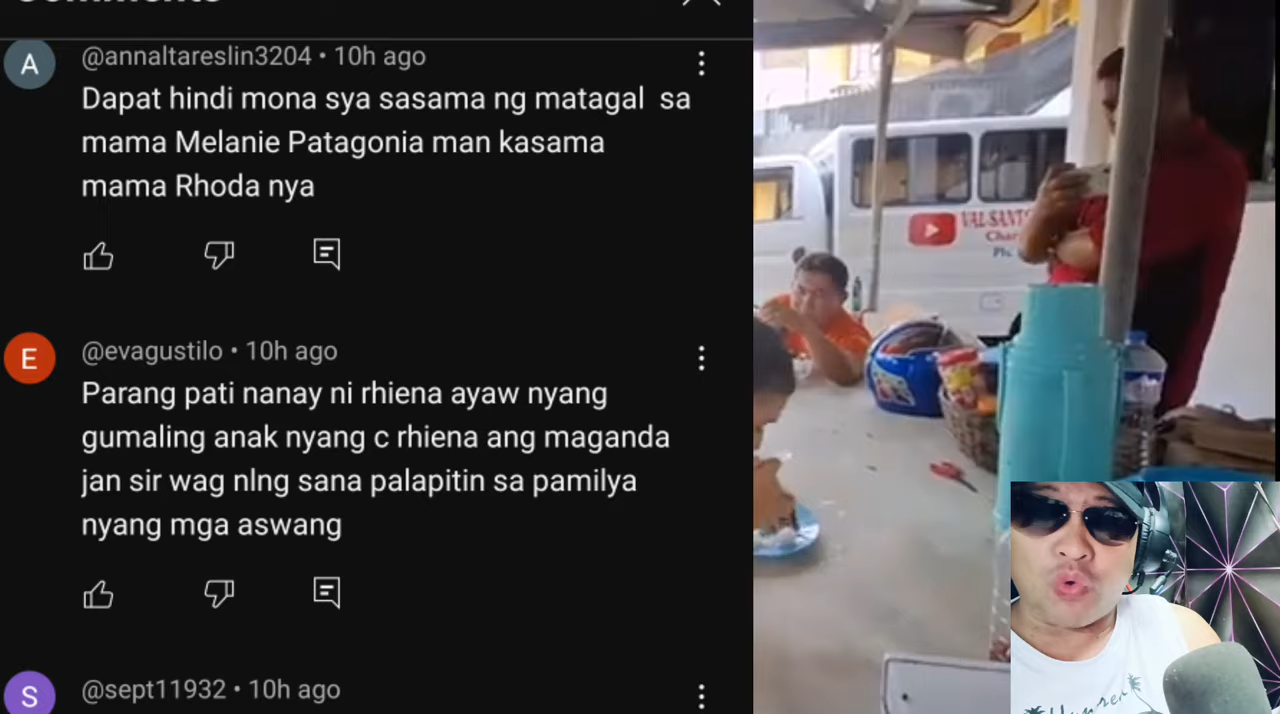 Comments
@annaltareslin3204 • 10h ago
A
Dapat hindi mona sya sasama ng matagal sa
mama Melanie Patagonia man kasama
mama Rhoda nya
@evagustilo • 10h ago
E
Parang pati nanay ni rhiena ayaw nyang
gumaling anak nyang c rhiena ang maganda
jan sir wag nlng sana palapitin sa pamilya
nyang mga aswang
@sept11932 • 10h ago
S